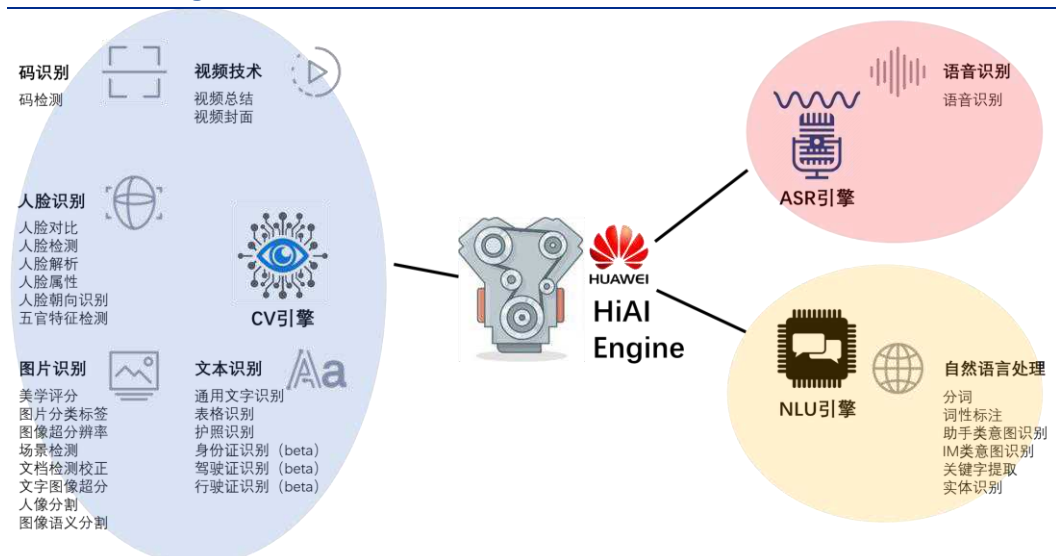 码识别
码检测
视频技术
视频总结
视频封面
人脸识别
人脸对比
人脸检测
人脸解析
人脸属性
人脸朝向识别
五官特征检测
CV引擎
图片识别
美学评分
图片分类标签
图像超分辨率
场景检测
文档检测校正
文字图像超分
人像分割
图像语义分割
文本识别
Aa
通用文字识别
表格识别
护照识别
身份证识别（beta）
驾驶证识别（beta）
行驶证识别（beta）
HUAWEI
HiAI
Engine
ASR引擎
语音识别
语音识别
NLU引擎
自然语言处理
分词
词性标注
助手类意图识别
IM类意图识别
关键字提取
实体识别